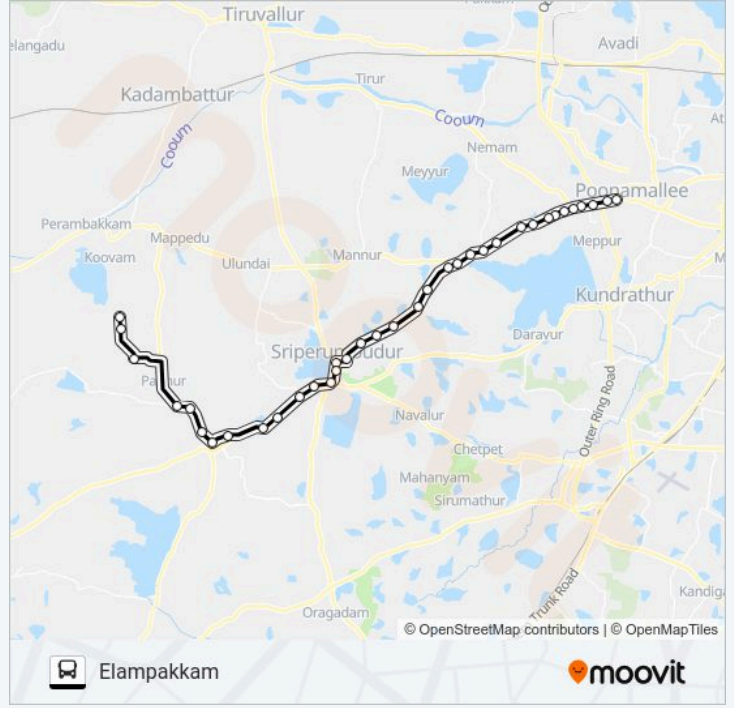 Tiruvallur
elangadu
Avadi
Tirur
Kadambattur
Cooum
Cooum
At
Nemam
Meyyur
Poonamallee
Perambakkam
Mappedu
Meppur
Koovam
Ulundai
Mannur
M
Kundrathur
Daravur
Sriperumbudur
Navalur
Outer Ring Road
Chetpet
Mahanyam
Sirumathur
Trunk Road
Kandiga
Oragadam
© OpenStreetMap contributors | © OpenMapTiles
Elampakkam
moovit